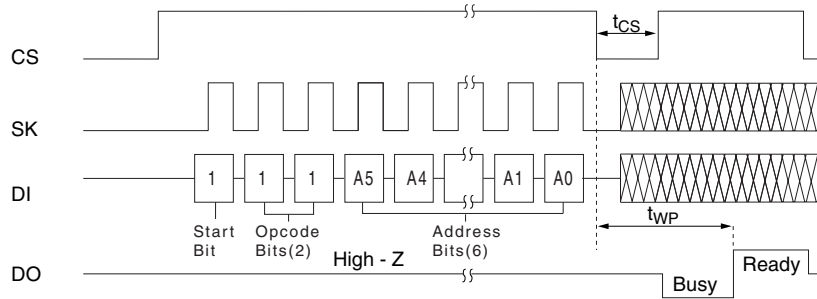 CS
tCS
SK
DI
1 1 1 A5 A4 A1 A0
Start Bit
Opcode Bits(2)
Address Bits(6)
tWP
DO
High - Z
Busy
Ready